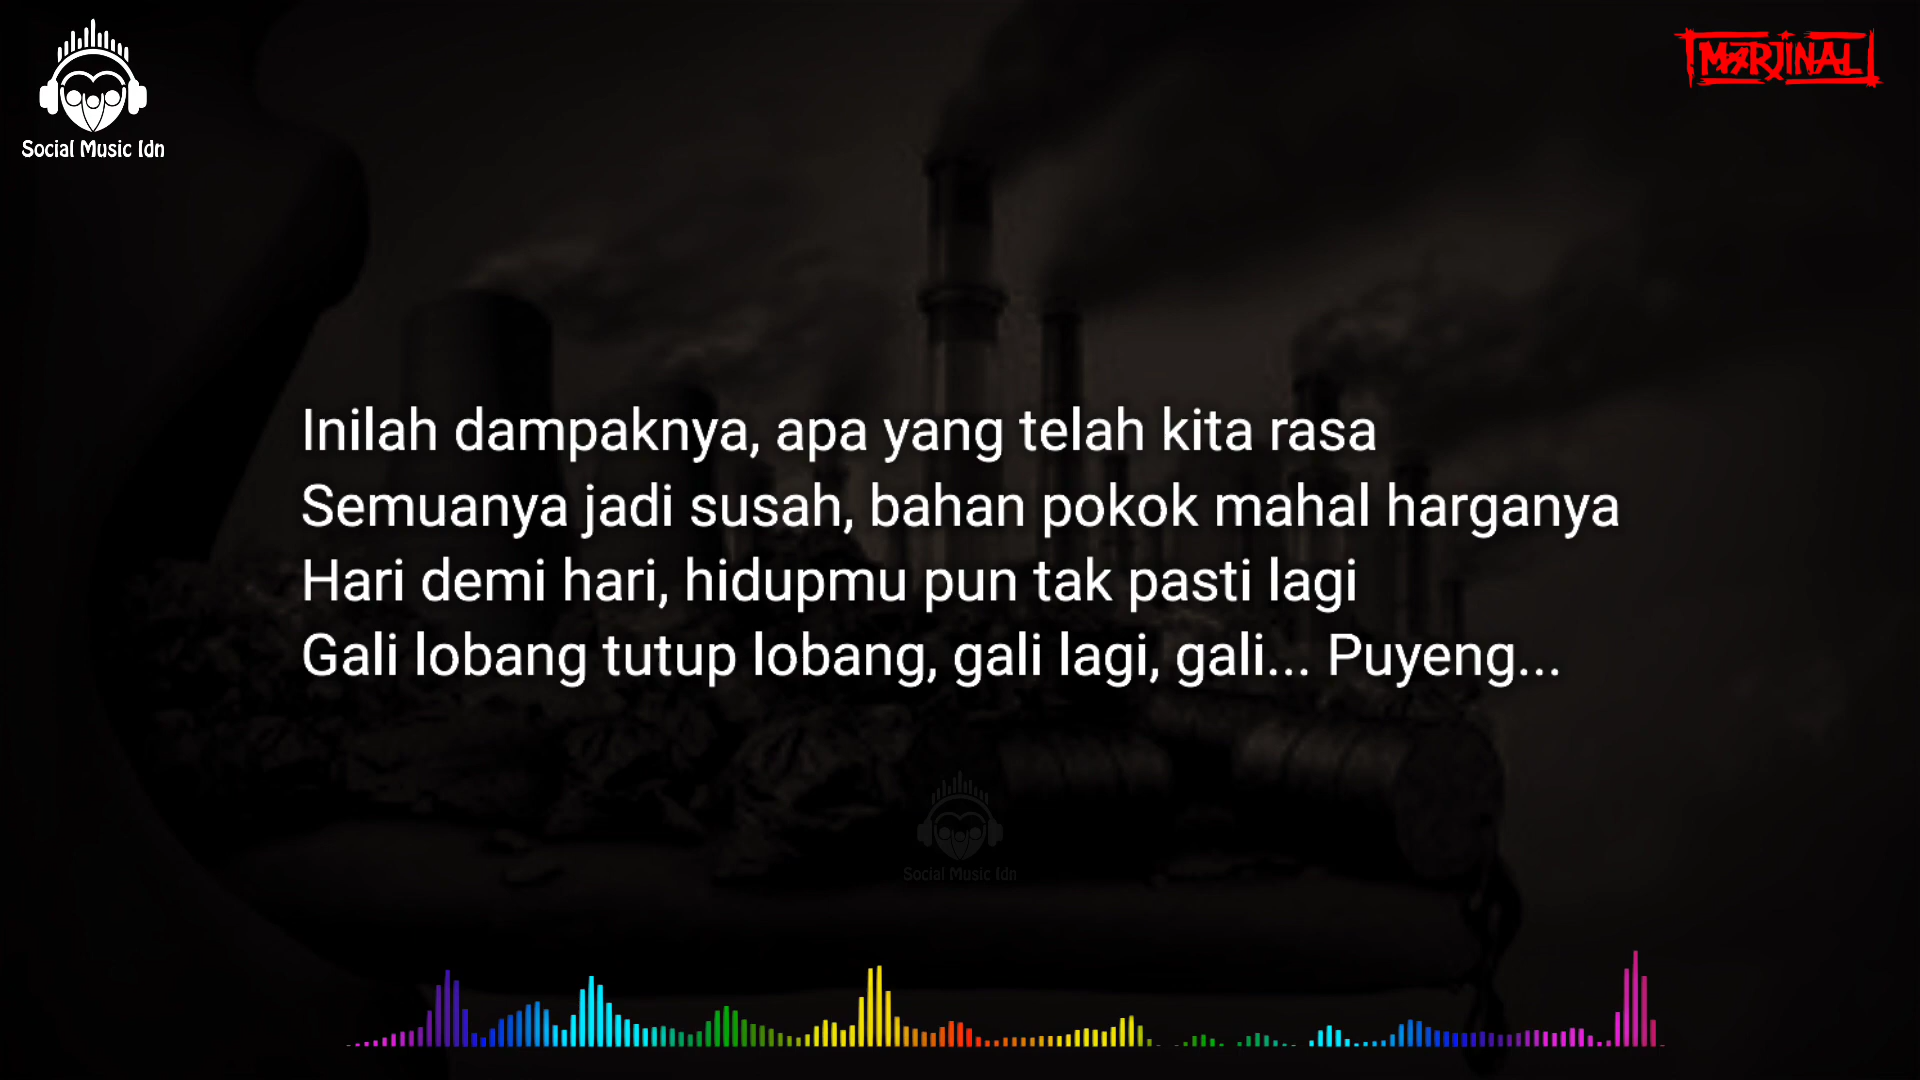 Social Music Idn
MARJINAL
Inilah dampaknya, apa yang telah kita rasa
Semuanya jadi susah, bahan pokok mahal harganya
Hari demi hari, hidupmu pun tak pasti lagi
Gali lobang tutup lobang, gali lagi, gali... Puyeng...
Social Music Idn